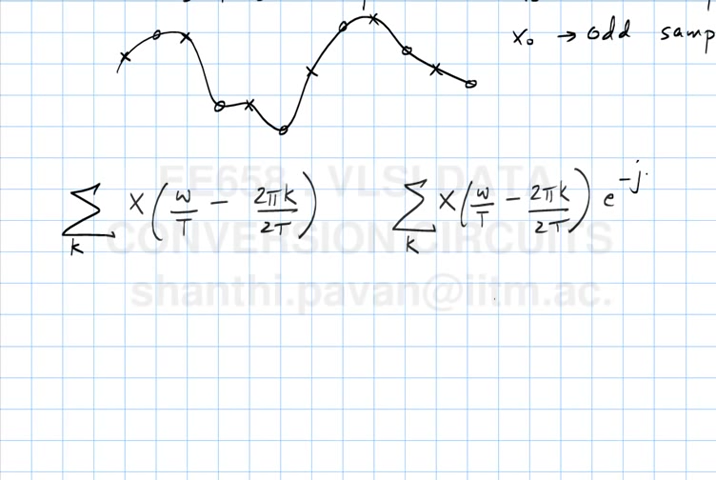 x₀ → odd samp
∑ₖ X(w/T − 2πk/2T) ∑ₖ X(w/T − 2πk/2T) e^{-j
EE658 : VLSI DATA
CONVERSION CIRCUITS
shanthi.pavan@iitm.ac.